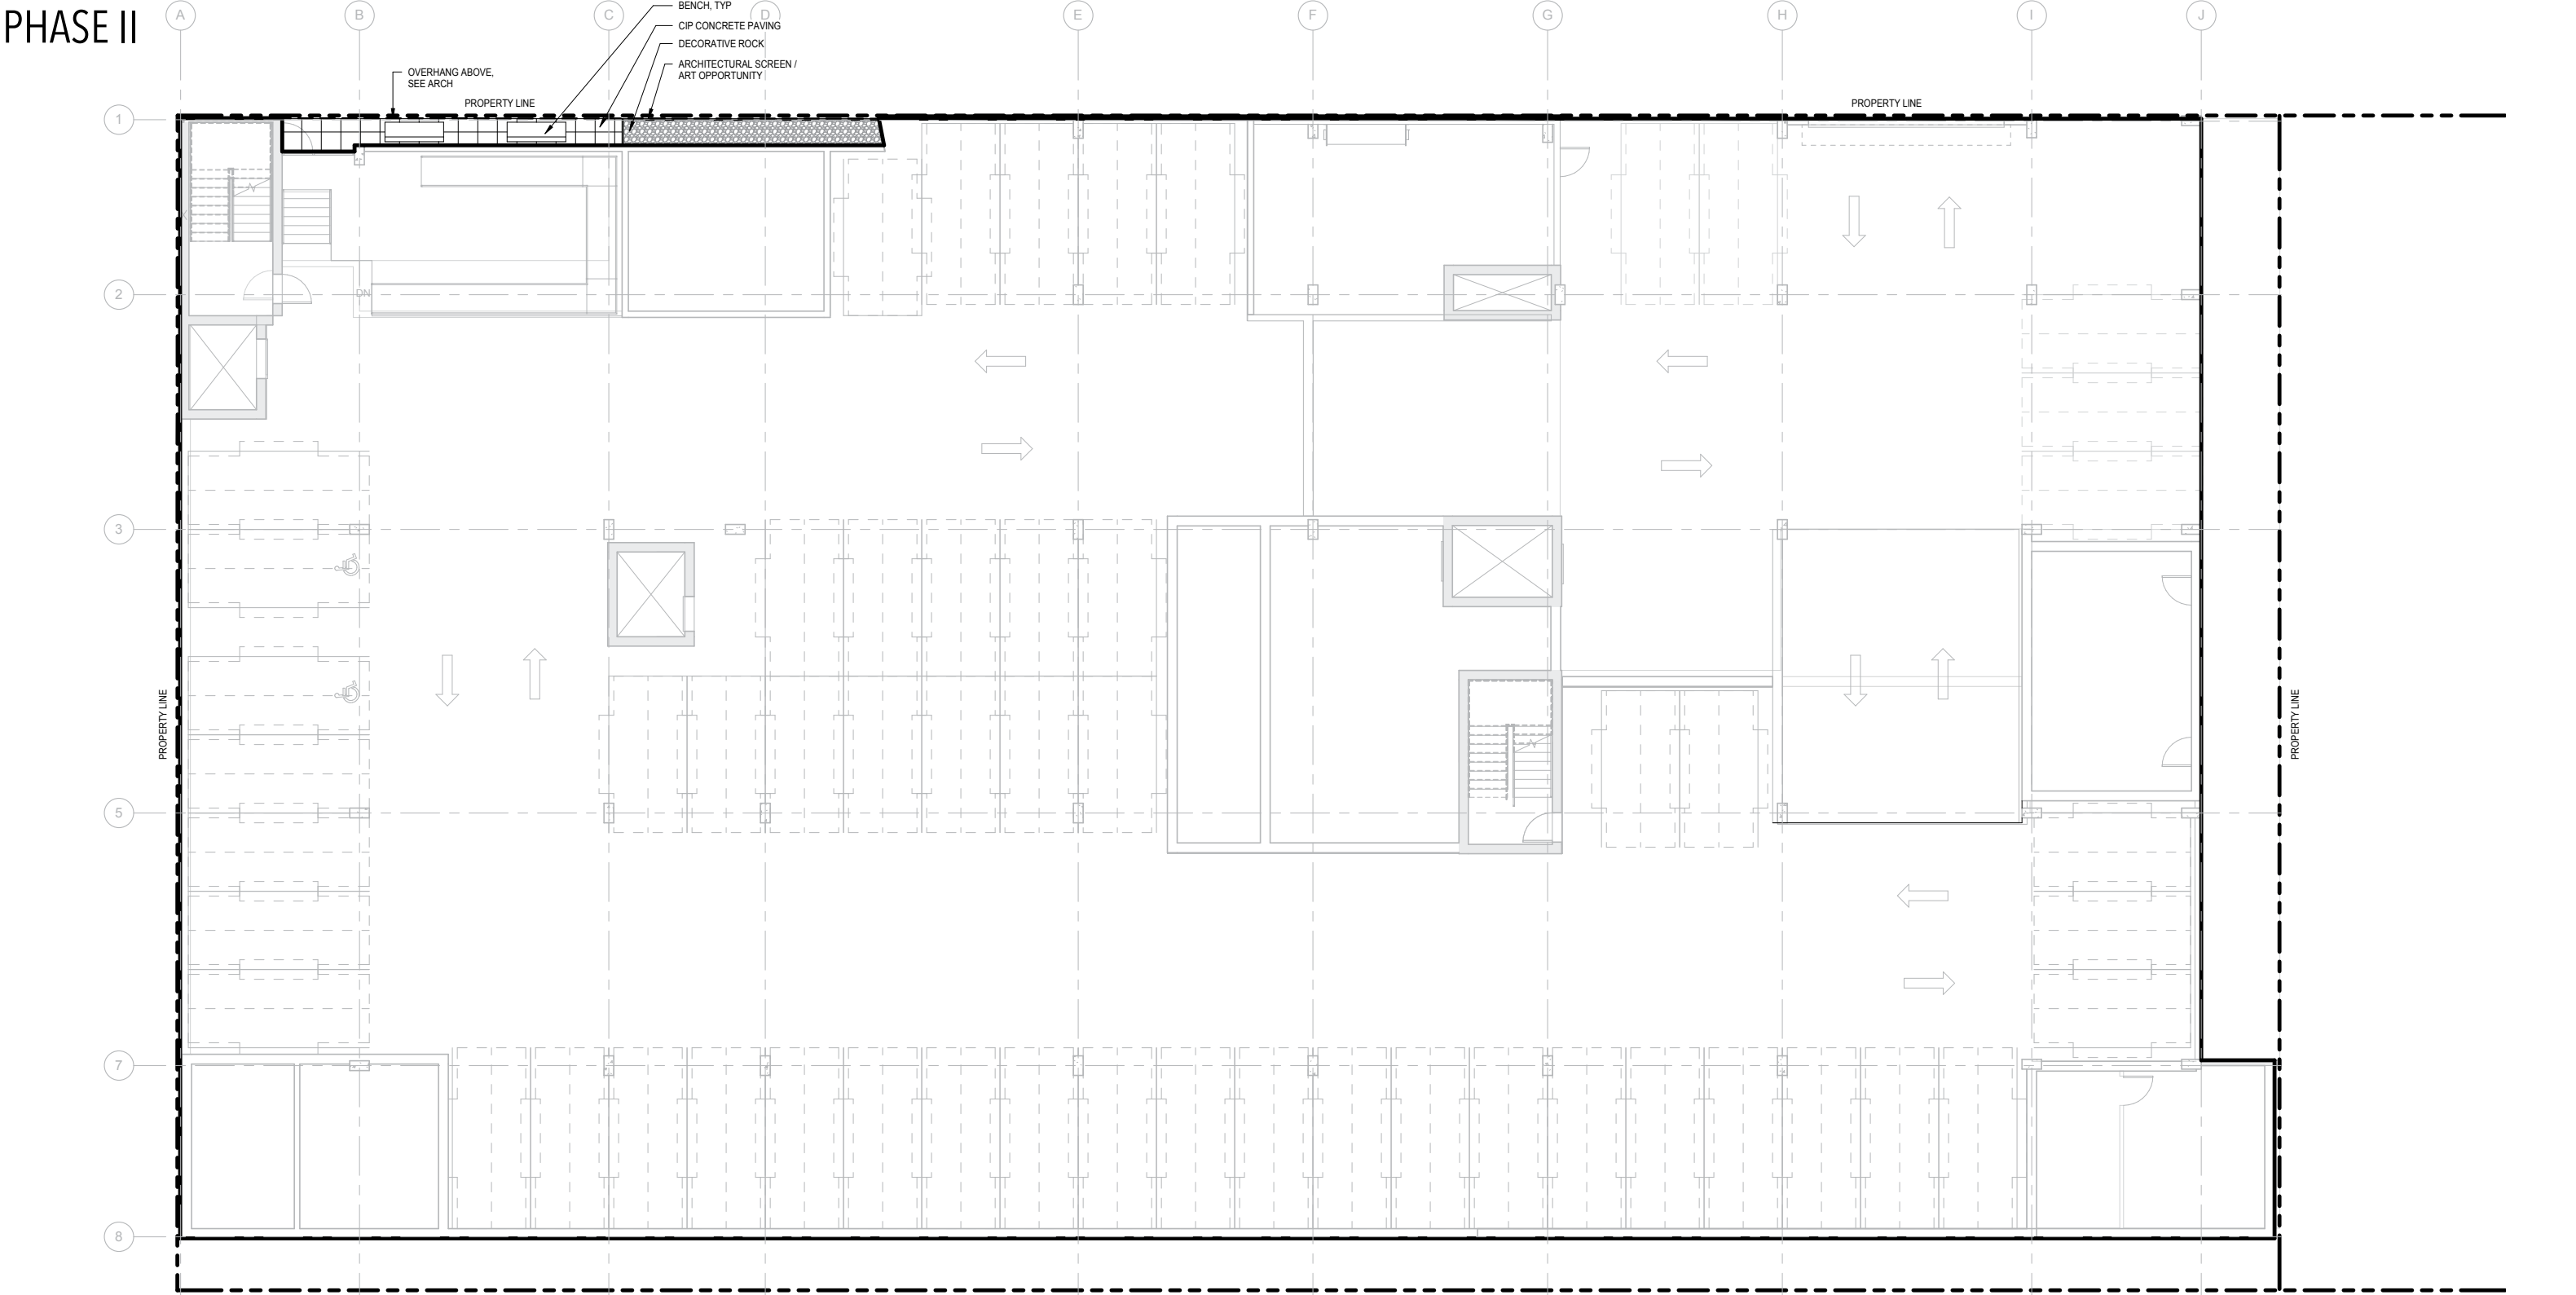 PHASE II
A
B
C
D
E
F
G
H
I
J
BENCH, TYP
CIP CONCRETE PAVING
DECORATIVE ROCK
ARCHITECTURAL SCREEN /
ART OPPORTUNITY
OVERHANG ABOVE,
SEE ARCH
PROPERTY LINE
PROPERTY LINE
1
2
DN
3
PROPERTY LINE
PROPERTY LINE
5
7
8